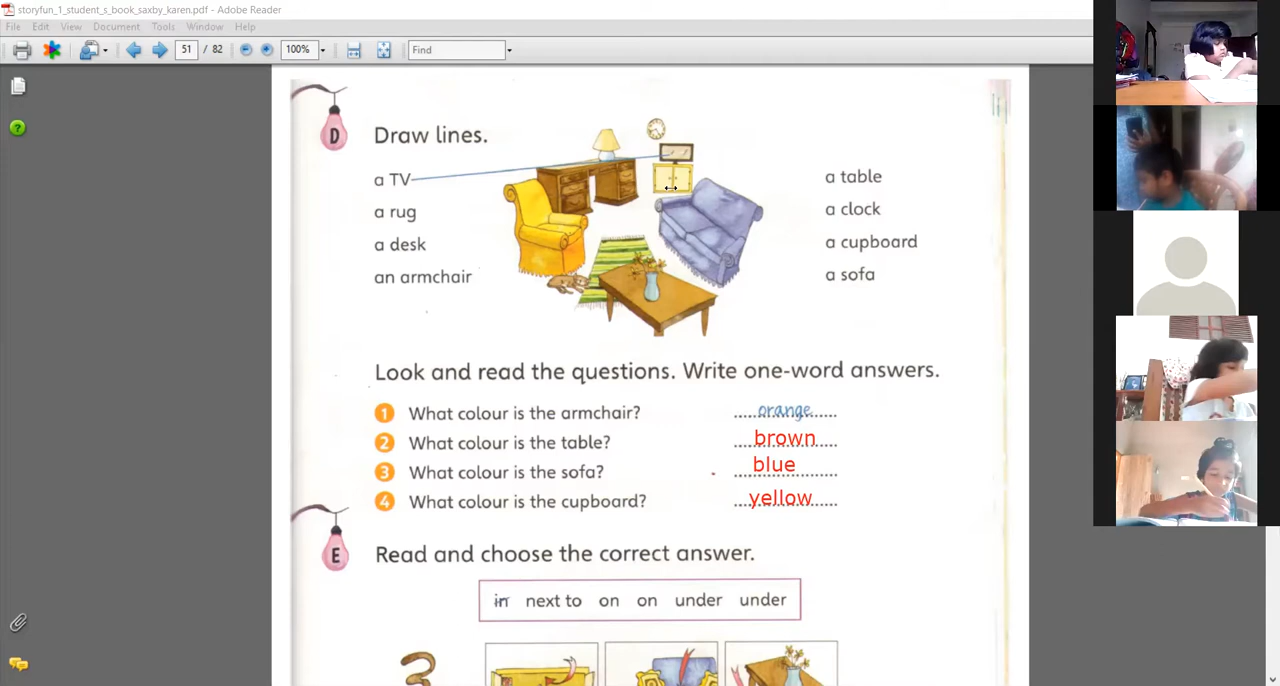 storyfun_1_student_s_book_saxby_karen.pdf - Adobe Reader
File Edit View Document Tools Window Help
51 / 82 100% Find
D Draw lines.
a TV
a rug
a desk
an armchair
a table
a clock
a cupboard
a sofa
Look and read the questions. Write one-word answers.
1 What colour is the armchair? orange
2 What colour is the table? brown
3 What colour is the sofa? blue
4 What colour is the cupboard? yellow
E Read and choose the correct answer.
in next to on on under under